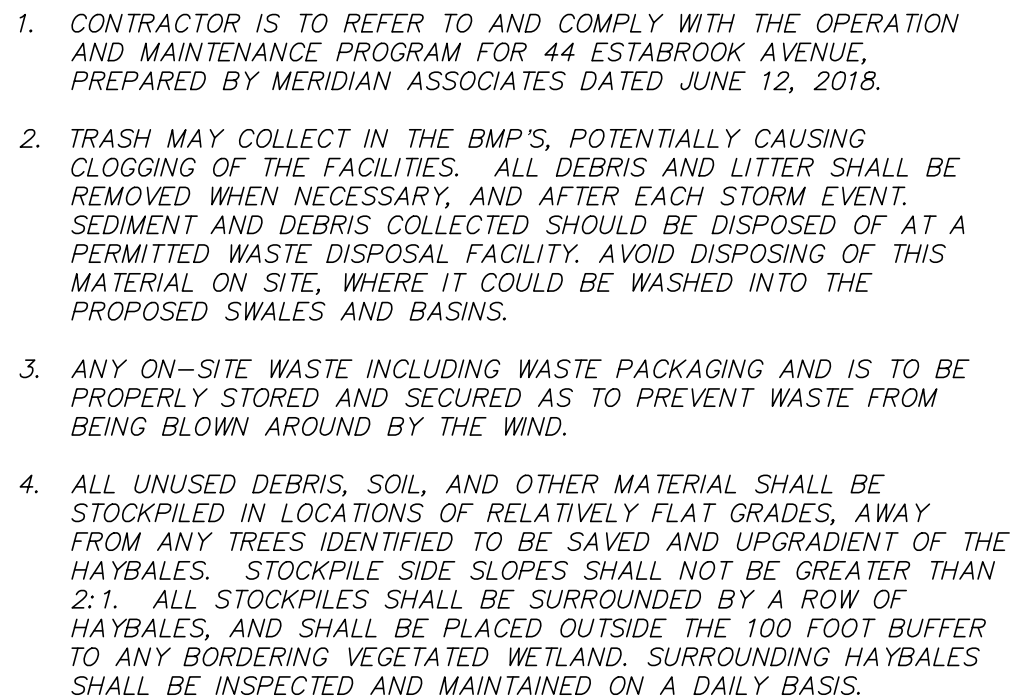 1. CONTRACTOR IS TO REFER TO AND COMPLY WITH THE OPERATION
AND MAINTENANCE PROGRAM FOR 44 ESTABROOK AVENUE,
PREPARED BY MERIDIAN ASSOCIATES DATED JUNE 12, 2018.
2. TRASH MAY COLLECT IN THE BMP'S, POTENTIALLY CAUSING
CLOGGING OF THE FACILITIES. ALL DEBRIS AND LITTER SHALL BE
REMOVED WHEN NECESSARY, AND AFTER EACH STORM EVENT.
SEDIMENT AND DEBRIS COLLECTED SHOULD BE DISPOSED OF AT A
PERMITTED WASTE DISPOSAL FACILITY. AVOID DISPOSING OF THIS
MATERIAL ON SITE, WHERE IT COULD BE WASHED INTO THE
PROPOSED SWALES AND BASINS.
3. ANY ON-SITE WASTE INCLUDING WASTE PACKAGING AND IS TO BE
PROPERLY STORED AND SECURED AS TO PREVENT WASTE FROM
BEING BLOWN AROUND BY THE WIND.
4. ALL UNUSED DEBRIS, SOIL, AND OTHER MATERIAL SHALL BE
STOCKPILED IN LOCATIONS OF RELATIVELY FLAT GRADES, AWAY
FROM ANY TREES IDENTIFIED TO BE SAVED AND UPGRADIENT OF THE
HAYBALES. STOCKPILE SIDE SLOPES SHALL NOT BE GREATER THAN
2:1. ALL STOCKPILES SHALL BE SURROUNDED BY A ROW OF
HAYBALES, AND SHALL BE PLACED OUTSIDE THE 100 FOOT BUFFER
TO ANY BORDERING VEGETATED WETLAND. SURROUNDING HAYBALES
SHALL BE INSPECTED AND MAINTAINED ON A DAILY BASIS.